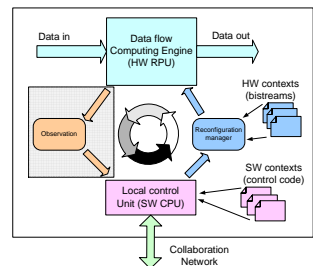 Data in
Data flow
Computing Engine
(HW RPU)
Data out
HW contexts
(bistreams)
Observation
Reconfiguration
manager
SW contexts
(control code)
Local control
Unit (SW CPU)
Collaboration
Network